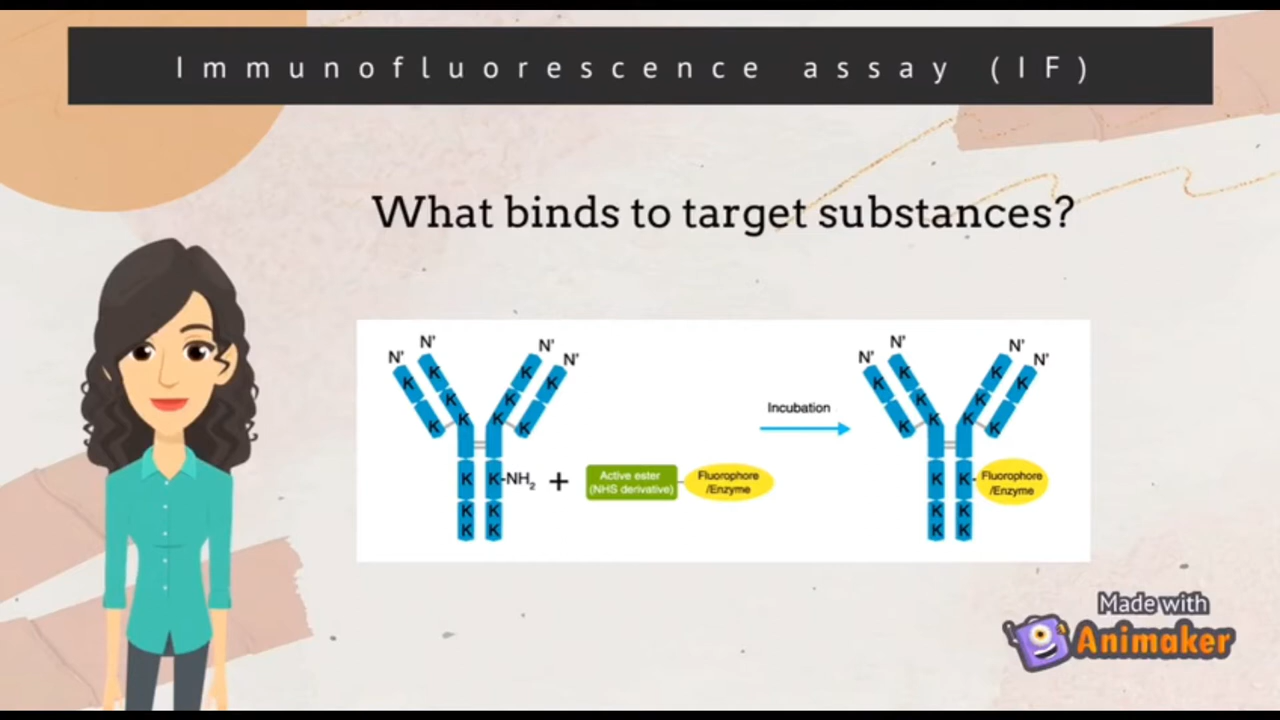 Immunofluorescence assay (IF)
What binds to target substances?
N' N' N' N'
K K K K K K K K
K K-NH₂ + Active ester (NHS derivative) Fluorophore /Enzyme
K K
K K
Incubation
N' N' N' N'
K K K K K K K K
K K Fluorophore /Enzyme
K K
K K
Made with
Animaker